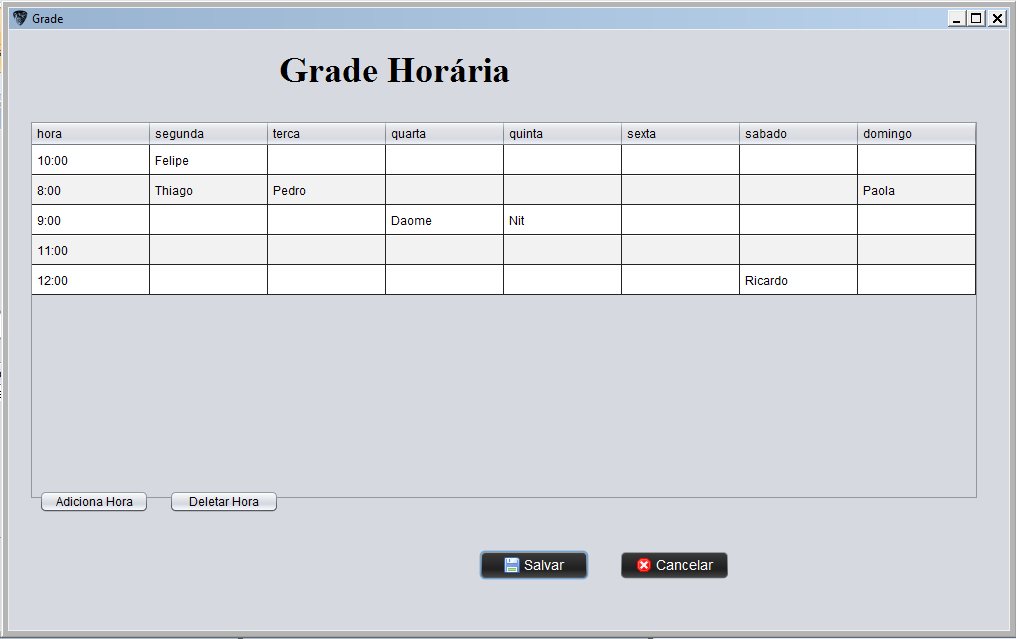 Grade
Grade Horária
hora segunda terca quarta quinta sexta sabado domingo
10:00 Felipe
8:00 Thiago Pedro Paola
9:00 Daome Nit
11:00
12:00 Ricardo
Adiciona Hora Deletar Hora
Salvar Cancelar